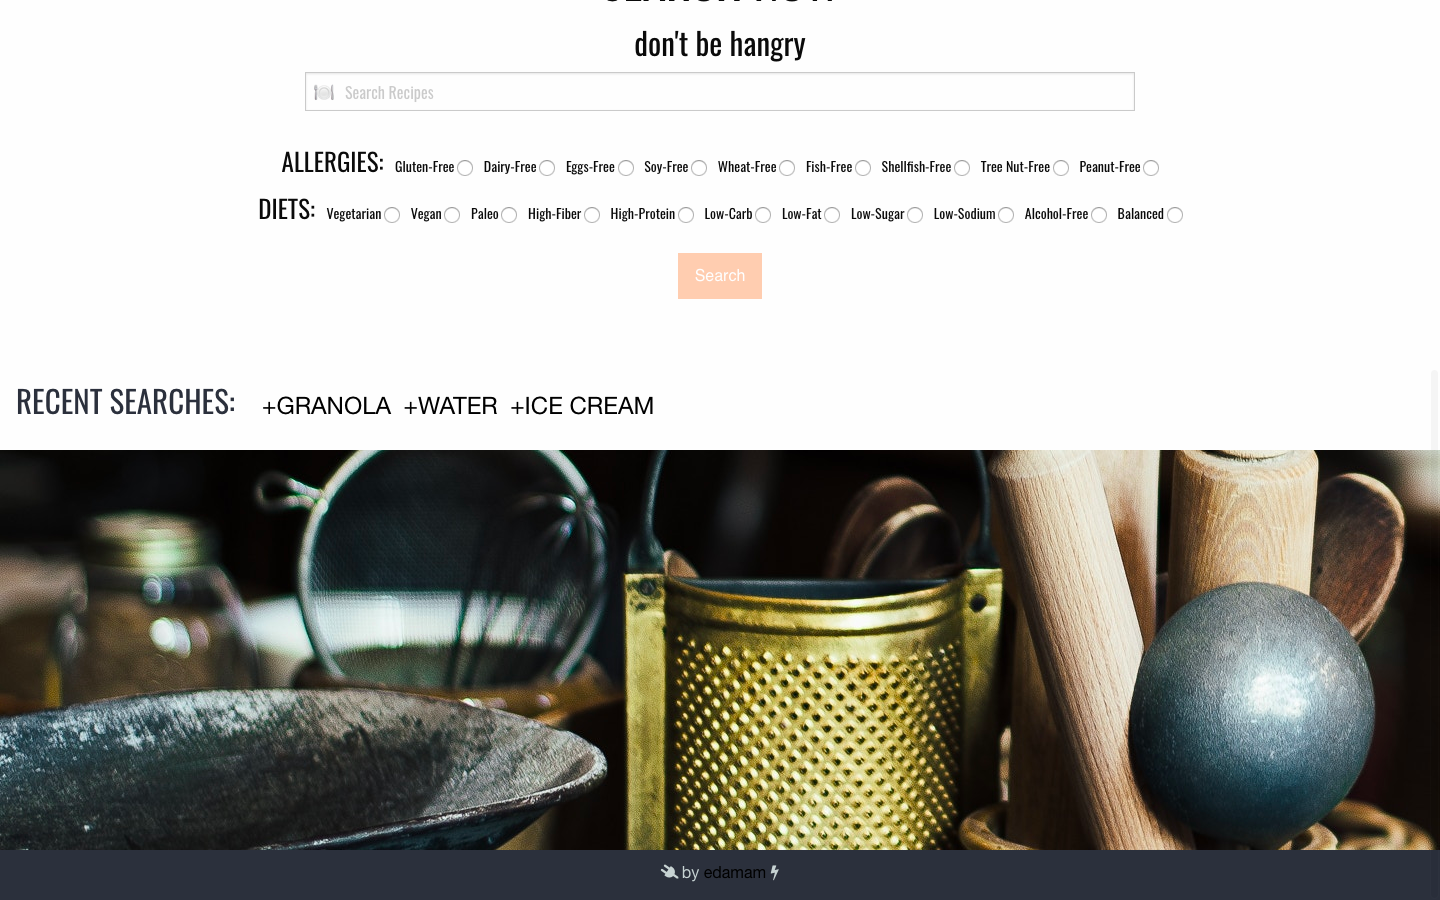 don't be hangry
Search Recipes
ALLERGIES: Gluten-Free Dairy-Free Eggs-Free Soy-Free Wheat-Free Fish-Free Shellfish-Free Tree Nut-Free Peanut-Free
DIETS: Vegetarian Vegan Paleo High-Fiber High-Protein Low-Carb Low-Fat Low-Sugar Low-Sodium Alcohol-Free Balanced
Search
RECENT SEARCHES: +GRANOLA +WATER +ICE CREAM
by edamam